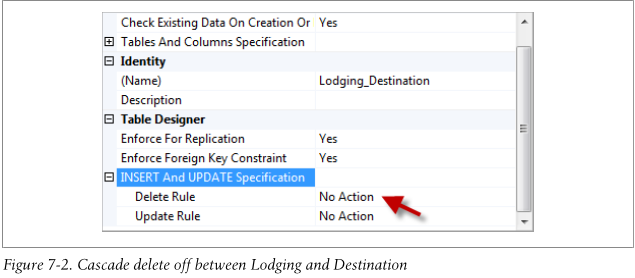 Check Existing Data On Creation Or Yes
Tables And Columns Specification
Identity
(Name) Lodging_Destination
Description
Table Designer
Enforce For Replication Yes
Enforce Foreign Key Constraint Yes
INSERT And UPDATE Specification
Delete Rule No Action
Update Rule No Action
Figure 7-2. Cascade delete off between Lodging and Destination